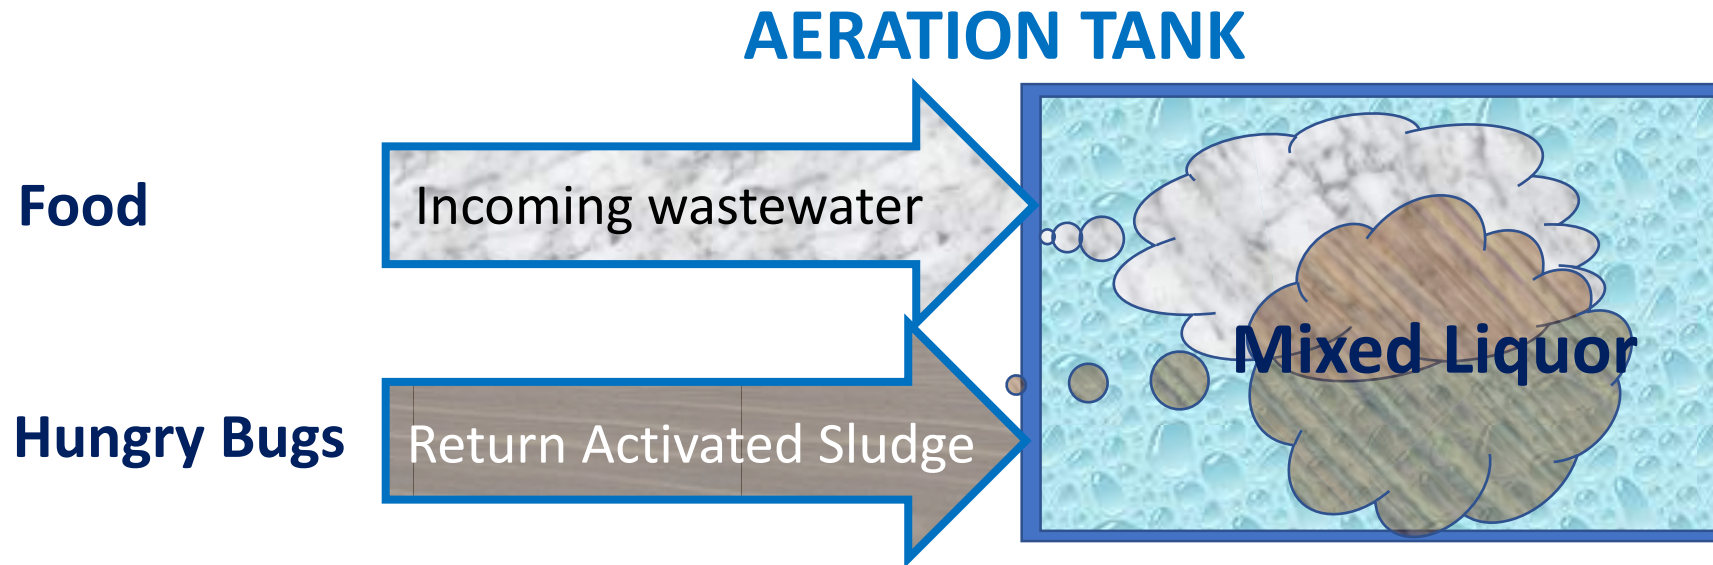 AERATION TANK
Food
Incoming wastewater
Mixed Liquor
Hungry Bugs
Return Activated Sludge